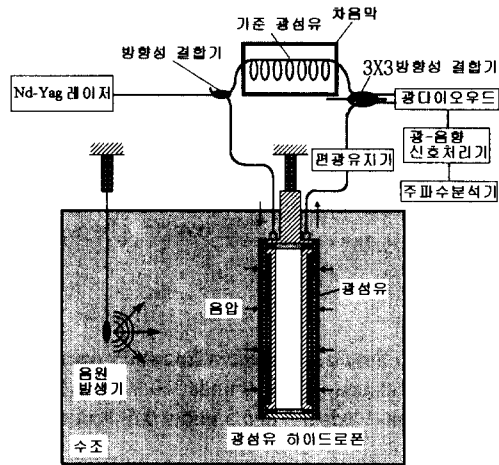 차음막
기준 광섬유
방향성 결합기
3X3방향성 결합기
Nd-Yag 레이저
광다이오우드
광-음향
신호처리기
편광유지기
주파수분석기
음압
광섬유
음원
발생기
광섬유 하이드로폰
수조